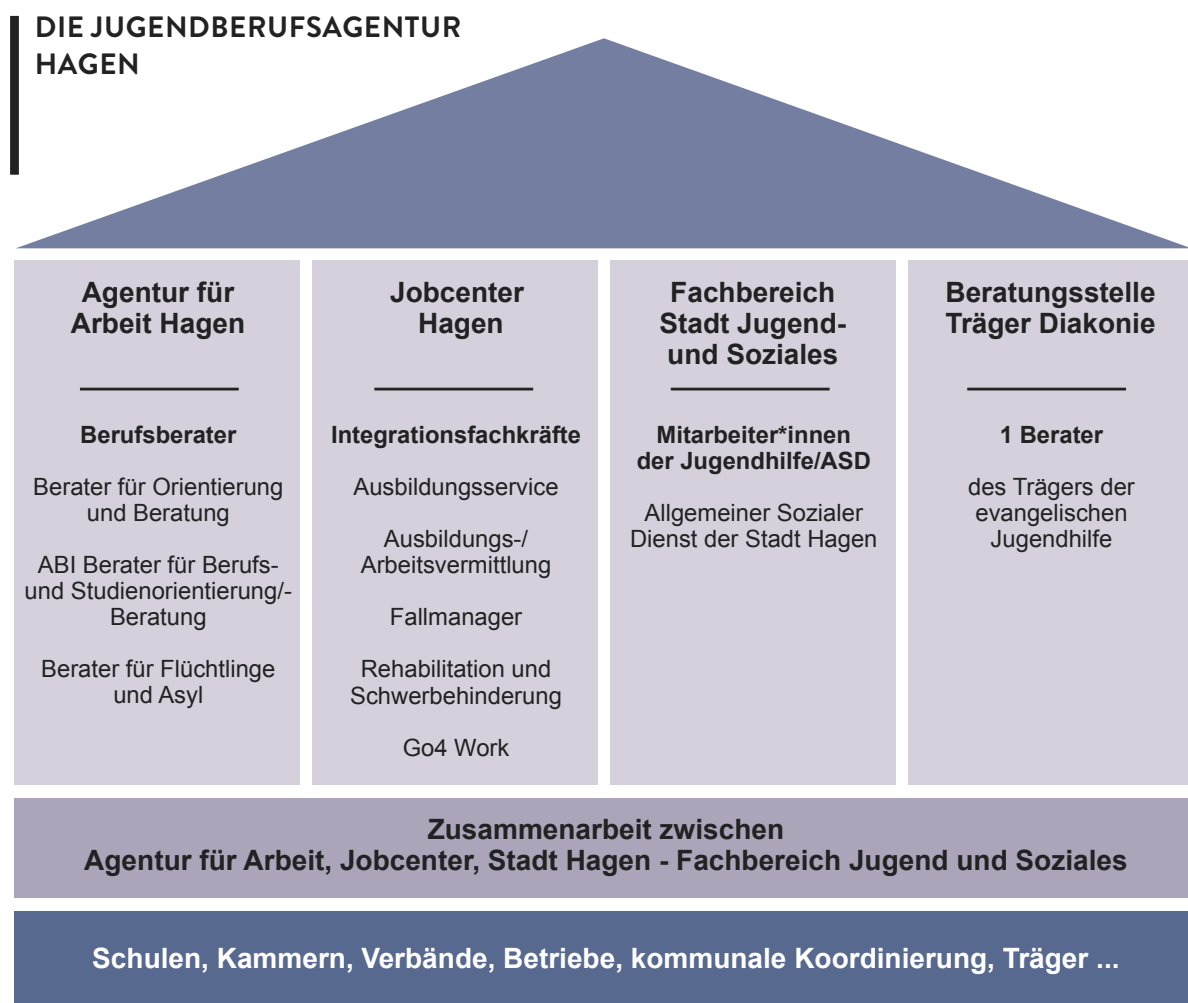 DIE JUGENDBERUFSAGENTUR
HAGEN
Agentur für
Arbeit Hagen
Berufsberater
Berater für Orientierung
und Beratung
ABI Berater für Berufs-
und Studienorientierung/-
Beratung
Berater für Flüchtlinge
und Asyl
Jobcenter
Hagen
Integrationsfachkräfte
Ausbildungsservice
Ausbildungs-/
Arbeitsvermittlung
Fallmanager
Rehabilitation und
Schwerbehinderung
Go4 Work
Fachbereich
Stadt Jugend-
und Soziales
Mitarbeiter*innen
der Jugendhilfe/ASD
Allgemeiner Sozialer
Dienst der Stadt Hagen
Beratungsstelle
Träger Diakonie
1 Berater
des Trägers der
evangelischen
Jugendhilfe
Zusammenarbeit zwischen
Agentur für Arbeit, Jobcenter, Stadt Hagen - Fachbereich Jugend und Soziales
Schulen, Kammern, Verbände, Betriebe, kommunale Koordinierung, Träger ...